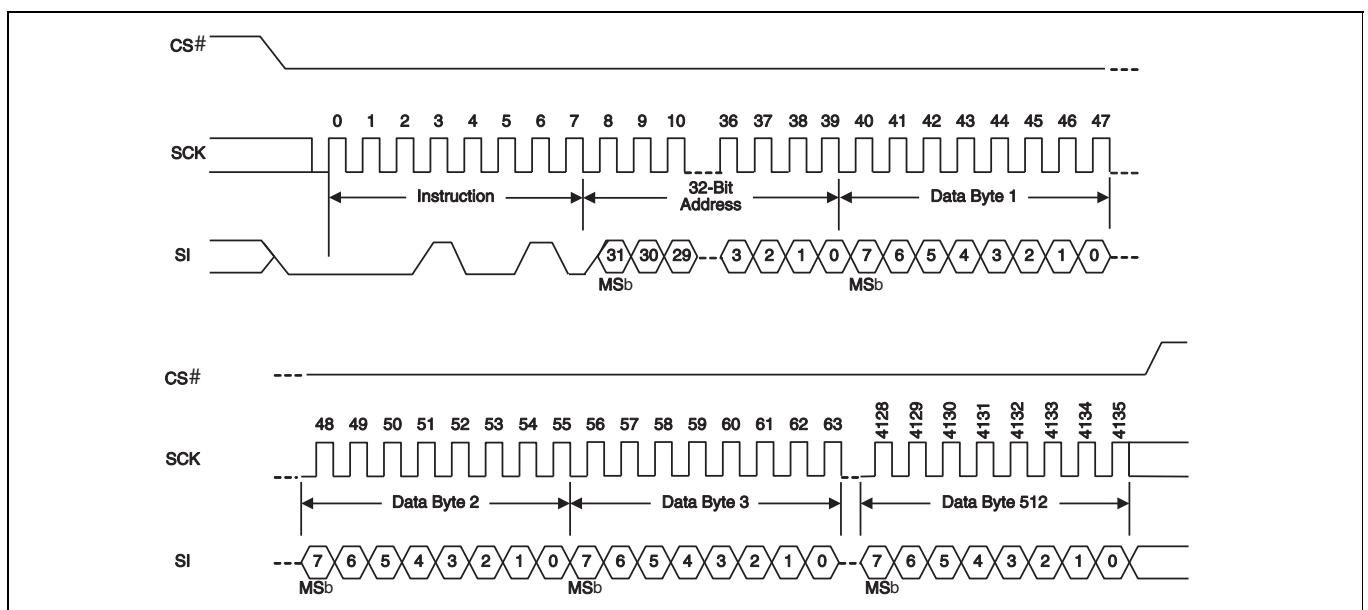 CS#
0 1 2 3 4 5 6 7 8 9 10 36 37 38 39 40 41 42 43 44 45 46 47
SCK
Instruction 32-Bit Address Data Byte 1
SI
31 30 29 3 2 1 0 7 6 5 4 3 2 1 0
MSb MSb
CS#
48 49 50 51 52 53 54 55 56 57 58 59 60 61 62 63 4128 4129 4130 4131 4132 4133 4134 4135
SCK
Data Byte 2 Data Byte 3 Data Byte 512
SI
7 6 5 4 3 2 1 0 7 6 5 4 3 2 1 0 7 6 5 4 3 2 1 0
MSb MSb MSb